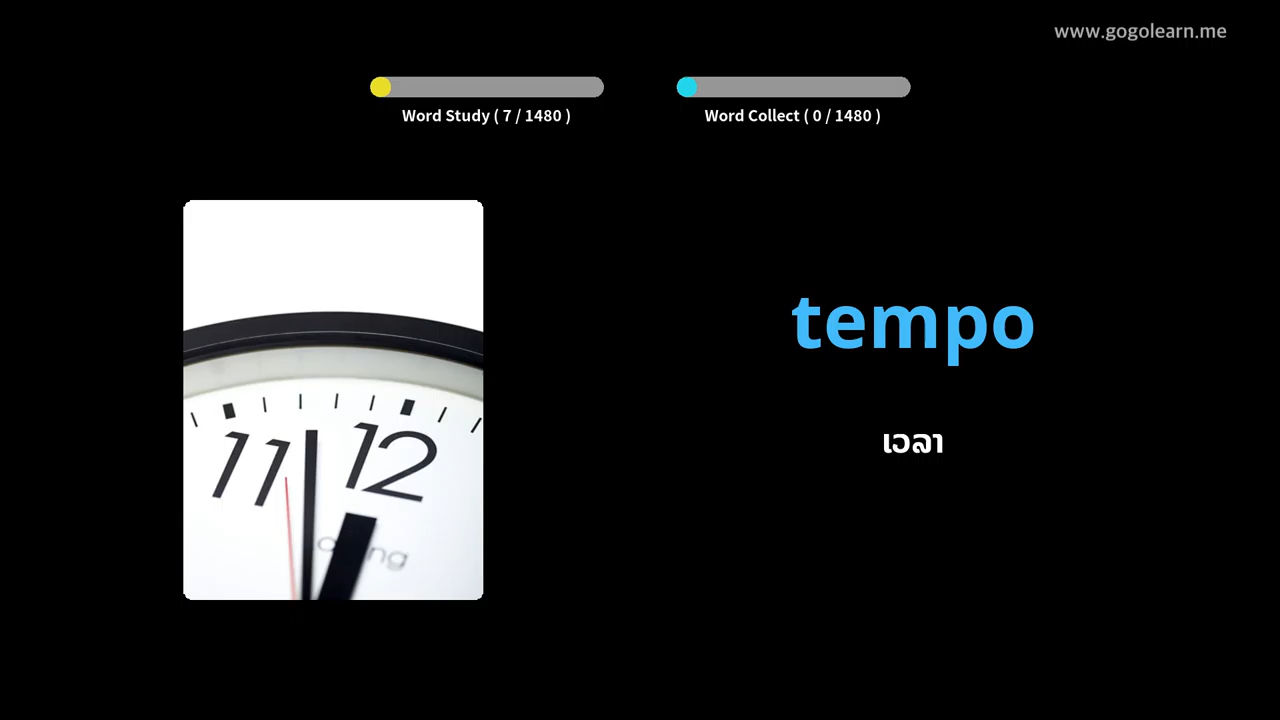 www.gogolearn.me
Word Study ( 7 / 1480 )
Word Collect ( 0 / 1480 )
11 12
tempo
ເວລາ